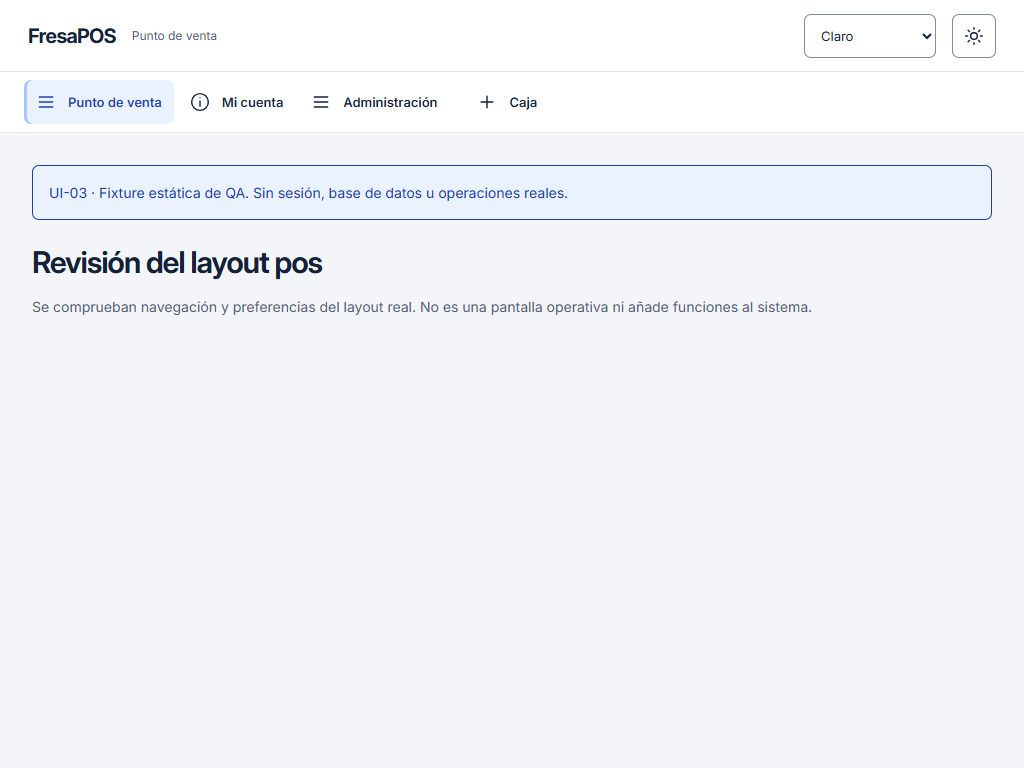 FresaPOS Punto de venta Claro
Punto de venta Mi cuenta Administración Caja
UI-03 · Fixture estática de QA. Sin sesión, base de datos u operaciones reales.
Revisión del layout pos
Se comprueban navegación y preferencias del layout real. No es una pantalla operativa ni añade funciones al sistema.